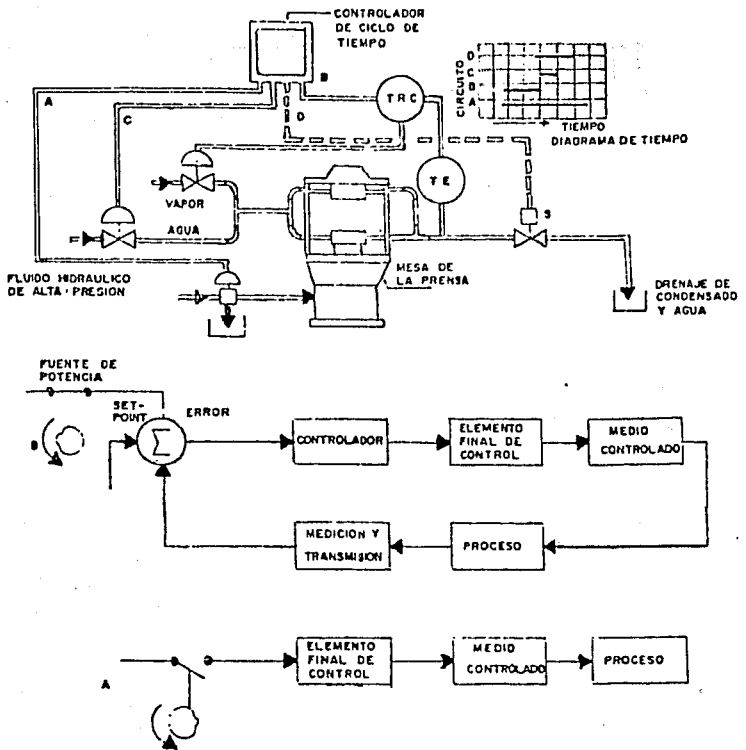 CONTROLADOR
DE CICLO DE
TIEMPO
A
C
D
B
TRC
TE
CIRCUITO
D
C
B
A
TIEMPO
DIAGRAMA DE TIEMPO
VAPOR
AGUA
S
FLUIDO HIDRAULICO
DE ALTA-PRESION
MESA DE
LA PRENSA
DRENAJE DE
CONDENSADO
Y AGUA
FUENTE DE
POTENCIA
SET-
POINT
ERROR
B
Σ
CONTROLADOR
ELEMENTO
FINAL DE
CONTROL
MEDIO
CONTROLADO
MEDICION Y
TRANSMISION
PROCESO
A
ELEMENTO
FINAL DE
CONTROL
MEDIO
CONTROLADO
PROCESO